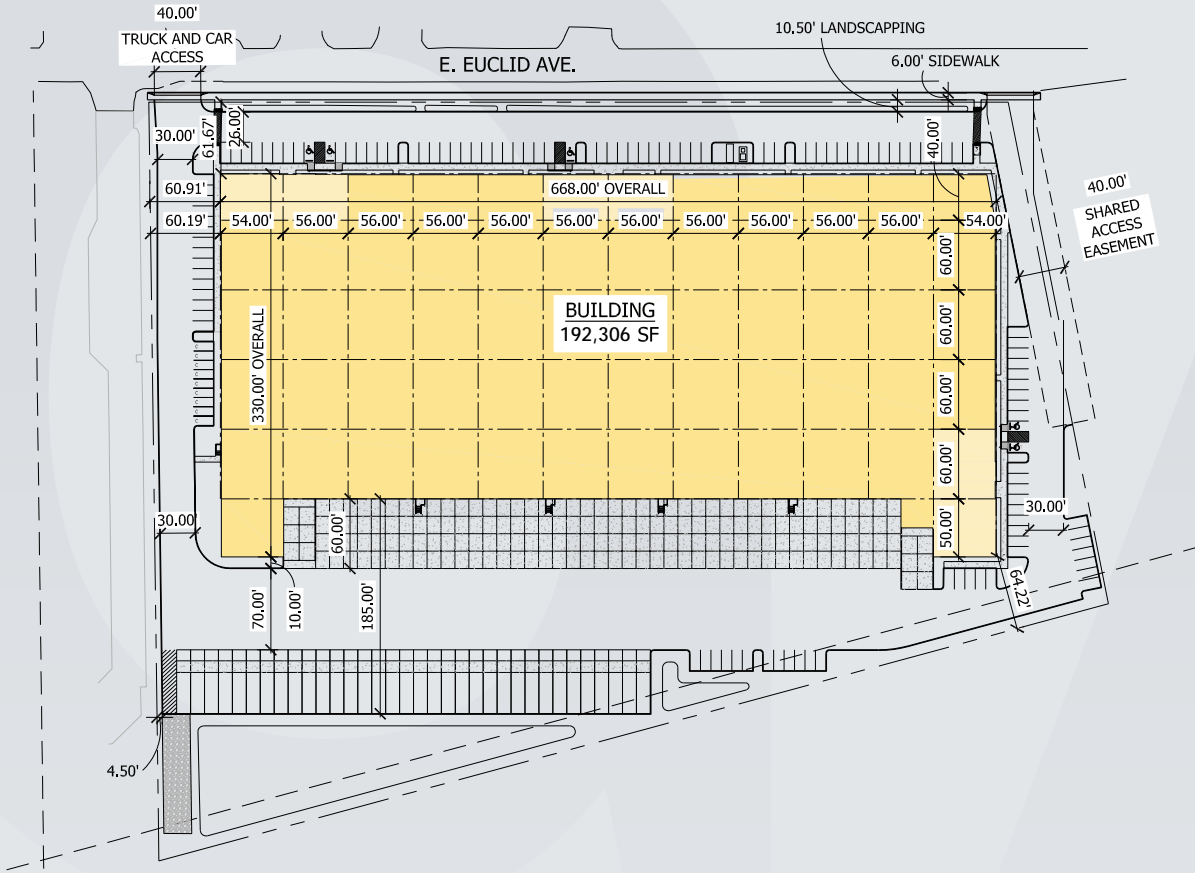 40.00'
TRUCK AND CAR
ACCESS
10.50' LANDSCAPPING
6.00' SIDEWALK
E. EUCLID AVE.
30.00'
61.67'
26.00'
40.00'
60.91'
668.00' OVERALL
40.00'
SHARED
ACCESS
EASEMENT
60.19'
54.00'
56.00'
56.00'
56.00'
56.00'
56.00'
56.00'
56.00'
56.00'
56.00'
56.00'
54.00'
60.00'
BUILDING
192,306 SF
330.00' OVERALL
60.00'
60.00'
60.00'
30.00'
60.00'
50.00'
30.00'
70.00'
10.00'
185.00'
64.22'
4.50'